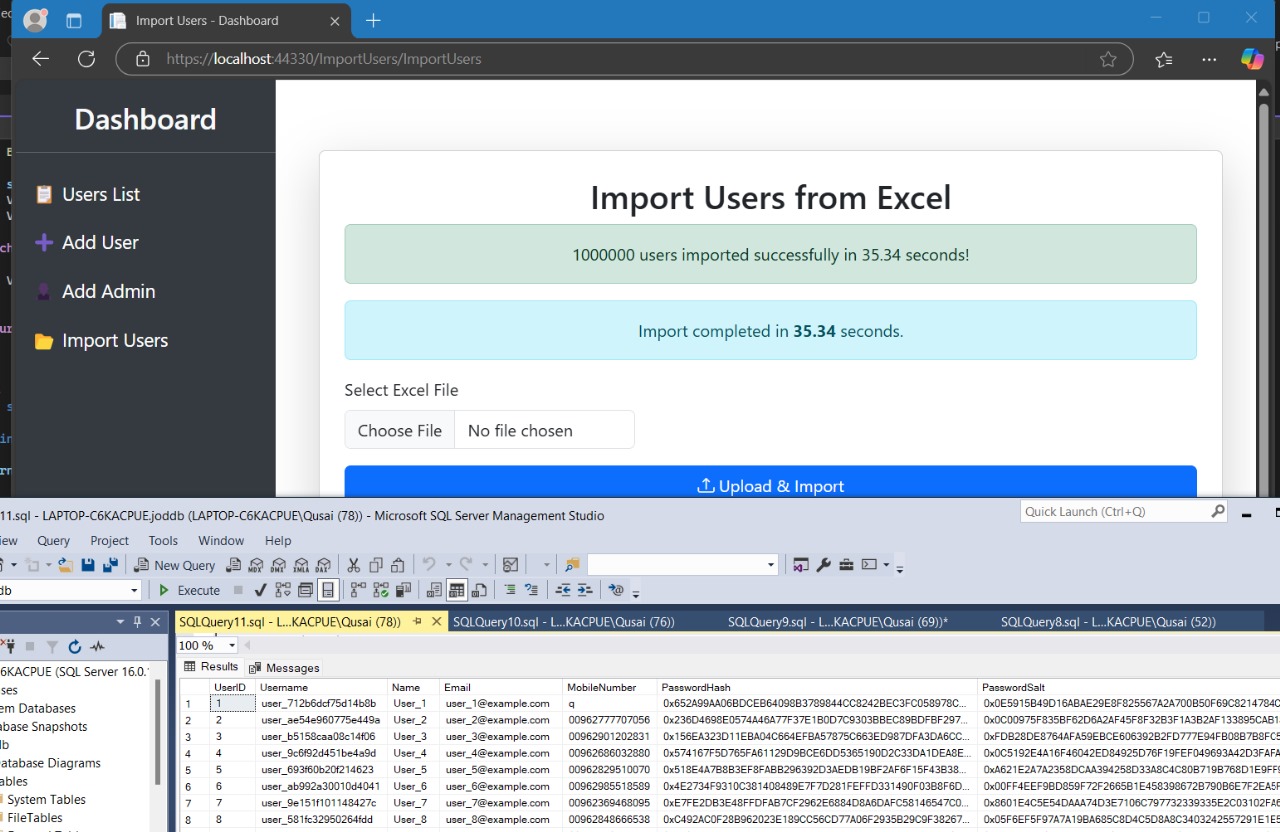 Import Users - Dashboard
https://localhost:44330/ImportUsers/ImportUsers
Dashboard
Users List
Add User
Add Admin
Import Users
Import Users from Excel
1000000 users imported successfully in 35.34 seconds!
Import completed in 35.34 seconds.
Select Excel File
Choose File No file chosen
Upload & Import
11.sql - LAPTOP-C6KACPUE.joddb (LAPTOP-C6KACPUE\Qusai (78)) - Microsoft SQL Server Management Studio
Quick Launch (Ctrl+Q)
iew Query Project Tools Window Help
New Query
db Execute
SQLQuery11.sql - L...KACPUE\Qusai (78)) SQLQuery10.sql - L...KACPUE\Qusai (76)) SQLQuery9.sql - L...KACPUE\Qusai (69))* SQLQuery8.sql - L...KACPUE\Qusai (52))
100 %
Results Messages
6KACPUE (SQL Server 16.0.
ses
em Databases
abase Snapshots
db
atabase Diagrams
ables
System Tables
FileTables
UserID Username Name Email MobileNumber PasswordHash PasswordSalt
1 1 user_712b6dcf75d14b8b User_1 user_1@example.com q 0x652A99AA06BDCEB64098B3789844CC8242BEC3FC058978C... 0x0E5915B49D16ABAE29E8F825567A2A700B50F69C8214784C
2 2 user_ae54e960775e449a User_2 user_2@example.com 00962777707056 0x236D4698E0574A46A77F37E1B0D7C9303BBEC89BDFBF297... 0x0C00975F835BF62D6A2AF45F8F32B3F1A3B2AF133895CAB1
3 3 user_b5158caa08c14f06 User_3 user_3@example.com 00962901202831 0x156EA323D11EBA04C664EFBA57875C663ED987DFA3DA6CC... 0xFDB28DE8764AFA59EBCE606392B2FD777E94FB08B7B8FC5
4 4 user_9c6f92d451be4a9d User_4 user_4@example.com 00962686032880 0x574167F5D765FA61129D9BCE6DD5365190D2C33DA1DEA8E... 0x0C5192E4A16F46042ED84925D76F19FEF049693A42D3FAFA
5 5 user_693f60b20f214623 User_5 user_5@example.com 00962829510070 0x518E4A7B8B3EF8FABB296392D3AEDB19BF2AF6F15F43B38... 0xA621E2A7A2358DCAA394258D33A8C4C80B719B768D1E9FF9
6 6 user_ab992a30010d4041 User_6 user_6@example.com 00962985518589 0x4E2734F9310C381408489E7F7D281FEFFD331490F03B8F6D... 0x00FF4EEF9BD859F72F2665B1E458398672B790B6E7F2EA5F
7 7 user_9e151f101148427c User_7 user_7@example.com 00962369468095 0xE7FE2DB3E48FFDFAB7CF2962E6884D8A6DAFC58146547C0... 0x8601E4C5E54DAAA74D3E7106C797732339335E2C03102FA6
8 8 user_581fc32950264fdd User_8 user_8@example.com 00962848666538 0xC492AC0F28B962023E189CC56CD77A06F2935B29C9F38267... 0x05F6EF5F97A7A19BA685C8D4C5D8A8C3403242557291E1E5